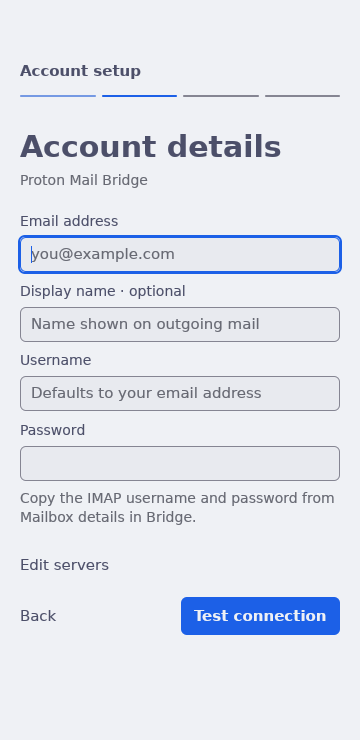 Account setup
Account details
Proton Mail Bridge
Email address
you@example.com
Display name · optional
Name shown on outgoing mail
Username
Defaults to your email address
Password
Copy the IMAP username and password from
Mailbox details in Bridge.
Edit servers
Back
Test connection